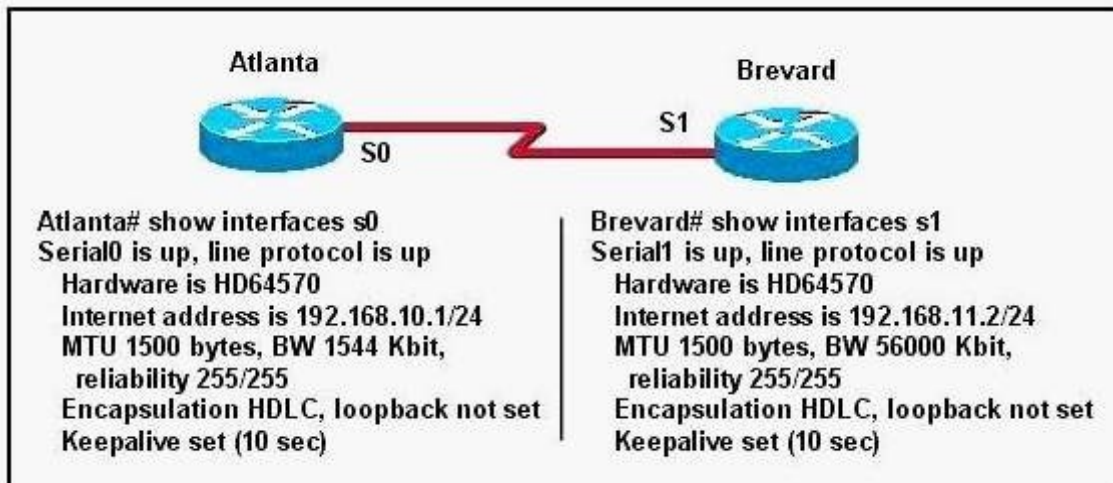 Atlanta
Brevard
S0
S1
Atlanta# show interfaces s0
Serial0 is up, line protocol is up
Hardware is HD64570
Internet address is 192.168.10.1/24
MTU 1500 bytes, BW 1544 Kbit,
reliability 255/255
Encapsulation HDLC, loopback not set
Keepalive set (10 sec)
Brevard# show interfaces s1
Serial1 is up, line protocol is up
Hardware is HD64570
Internet address is 192.168.11.2/24
MTU 1500 bytes, BW 56000 Kbit,
reliability 255/255
Encapsulation HDLC, loopback not set
Keepalive set (10 sec)